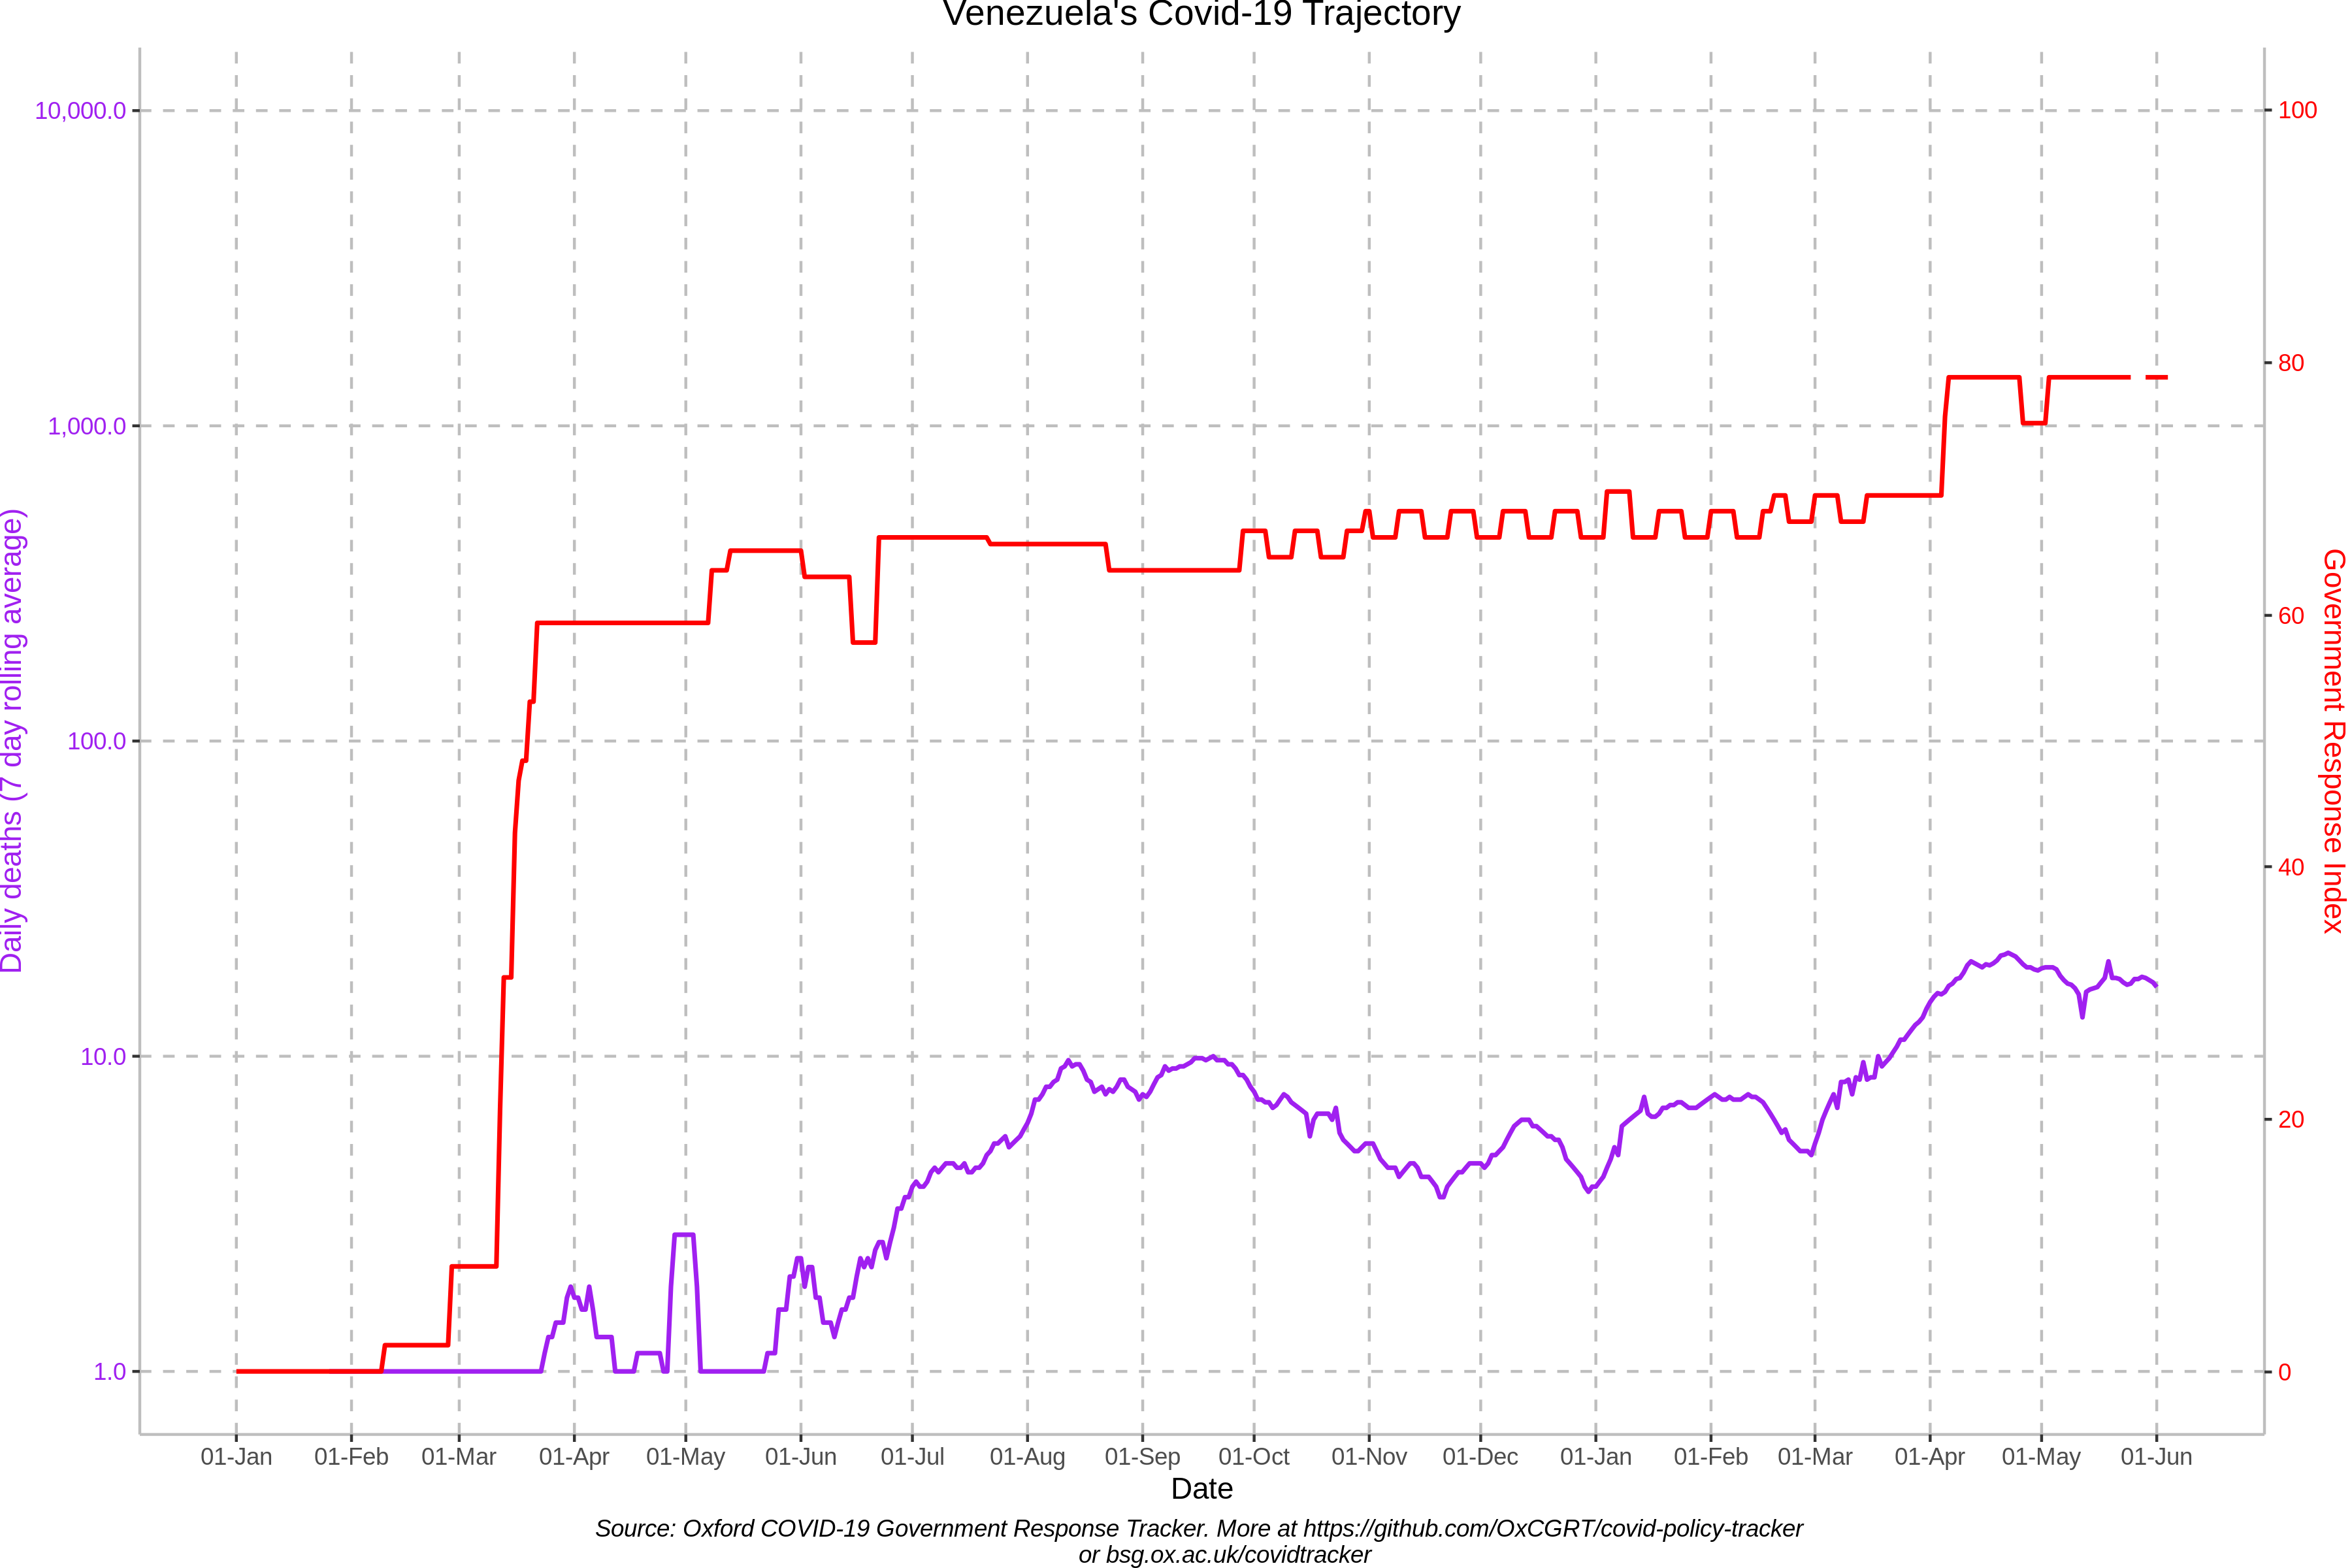 Venezuela's Covid-19 Trajectory
Daily deaths (7 day rolling average)
10,000.0
1,000.0
100.0
10.0
1.0
100
80
60
40
20
0
Government Response Index
01-Jan 01-Feb 01-Mar 01-Apr 01-May 01-Jun 01-Jul 01-Aug 01-Sep 01-Oct 01-Nov 01-Dec 01-Jan 01-Feb 01-Mar 01-Apr 01-May 01-Jun
Date
Source: Oxford COVID-19 Government Response Tracker. More at https://github.com/OxCGRT/covid-policy-tracker
or bsg.ox.ac.uk/covidtracker